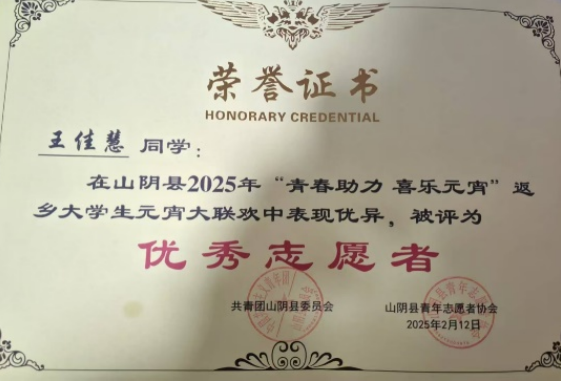 荣誉证书
HONORARY CREDENTIAL
王佳慧 同学：
在山阴县2025年“青春助力 喜乐元宵”返
乡大学生元宵大联欢中表现优异，被评为
优秀志愿者
共青团山阴县委员会 山阴县青年志愿者协会
2025年2月12日